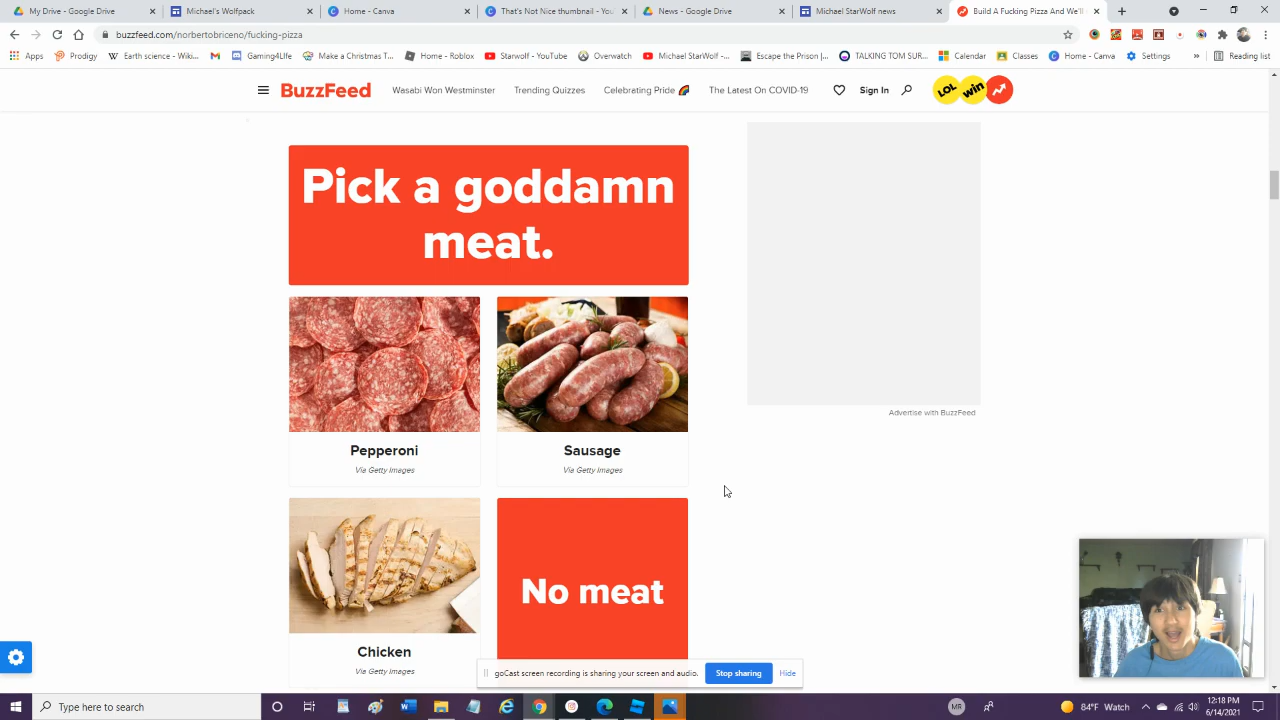 My Drive - Google Drive
Michael's Wolfpack
Home - Canva
That's Not Nice thumbnail - You
News - Google Drive
Michael StarWolf news
Build A Fucking Pizza And We'll
buzzfeed.com/norbertobriceno/fucking-pizza
Apps
Prodigy
Earth science - Wiki...
Gaming4Llfe
Make a Christmas T...
Home - Roblox
Starwolf - YouTube
Overwatch
Michael StarWolf -...
Escape the Prison |...
TALKING TOM SUR...
Calendar
Classes
Home - Canva
Settings
»
Reading list
BuzzFeed
Wasabi Won Westminster
Trending Quizzes
Celebrating Pride 🌈
The Latest On COVID-19
Sign In
LOL
win
Pick a goddamn
meat.
Pepperoni
Via Getty Images
Sausage
Via Getty Images
Advertise with BuzzFeed
No meat
Chicken
Via Getty Images
goCast screen recording is sharing your screen and audio.
Stop sharing
Hide
Type here to search
MR
84°F Watch
12:18 PM
6/14/2021